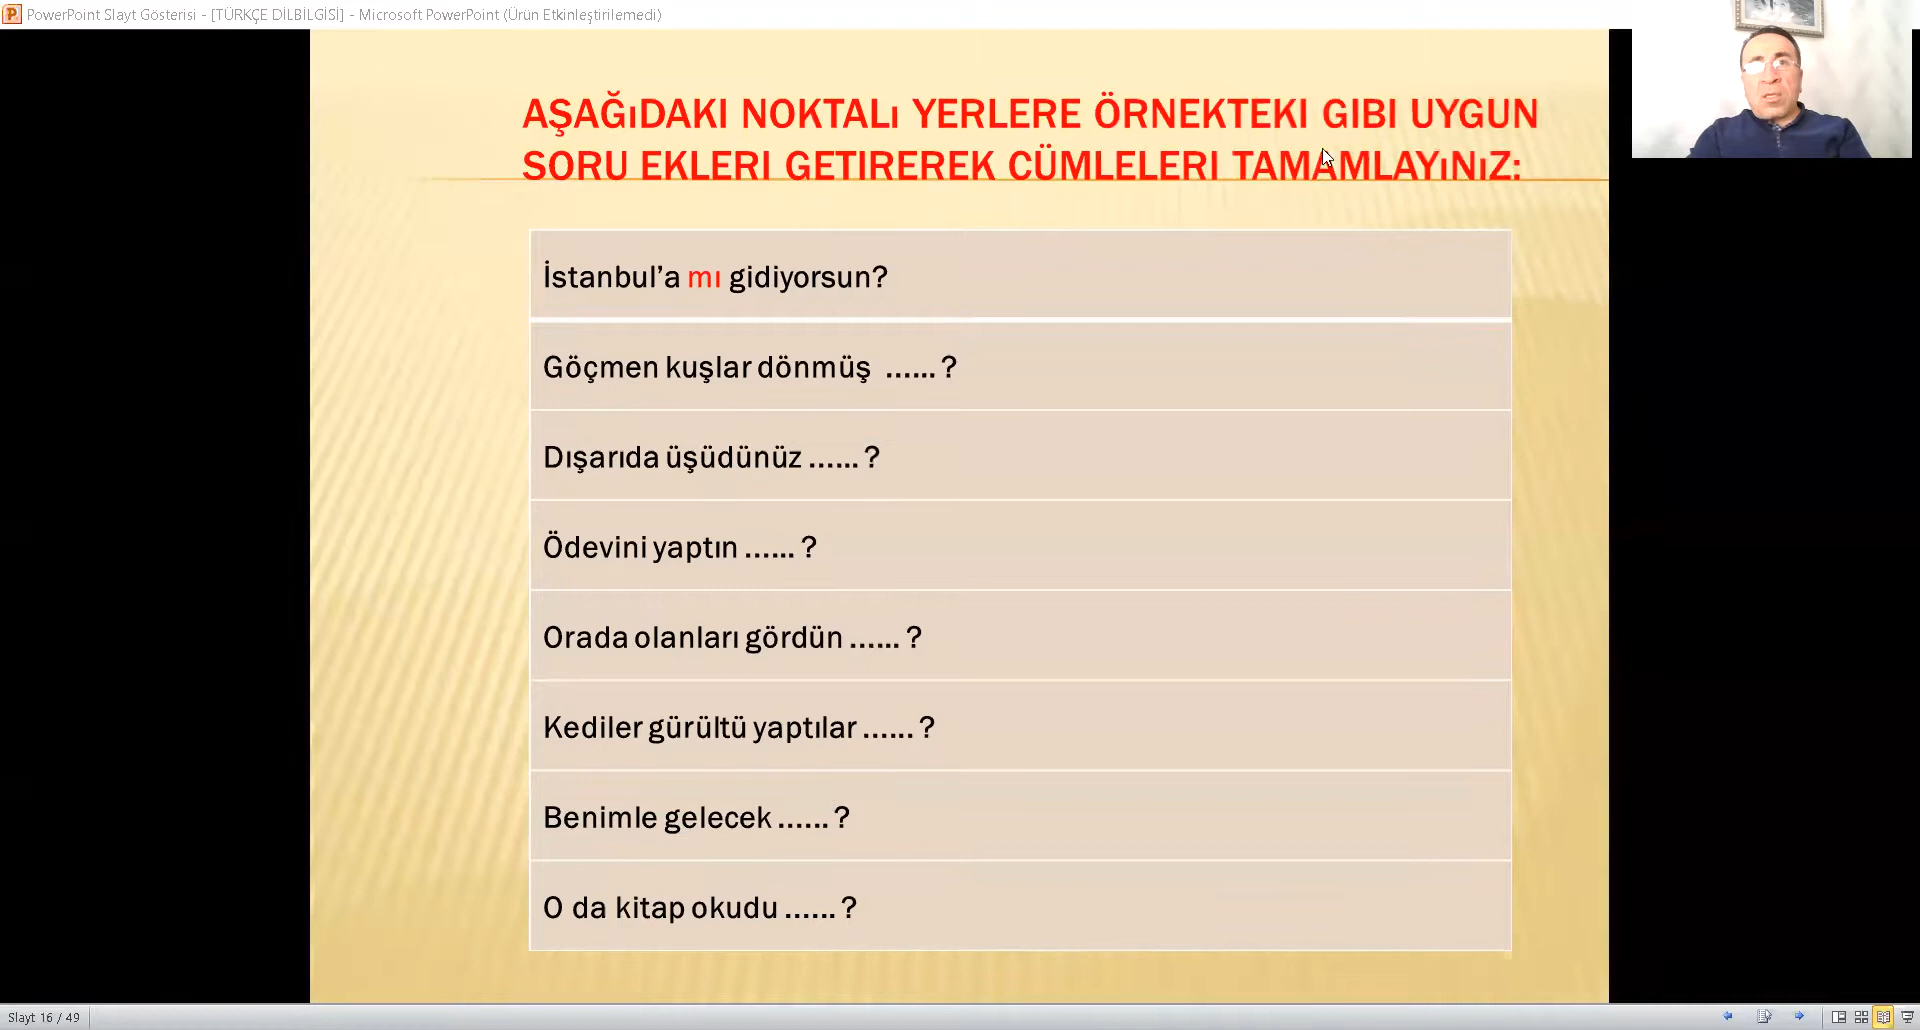 PowerPoint Slayt Gösterisi - [TÜRKÇE DİLBİLGİSİ] - Microsoft PowerPoint (Ürün Etkinleştirilemedi)
AŞAĞıDAKI NOKTALı YERLERE ÖRNEKTEKI GIBI UYGUN
SORU EKLERI GETIREREK CÜMLELERI TAMAMLAYıNıZ:
İstanbul’a mı gidiyorsun?
Göçmen kuşlar dönmüş ...... ?
Dışarıda üşüdünüz ...... ?
Ödevini yaptın ...... ?
Orada olanları gördün ...... ?
Kediler gürültü yaptılar ...... ?
Benimle gelecek ...... ?
O da kitap okudu ...... ?
Slayt 16 / 49